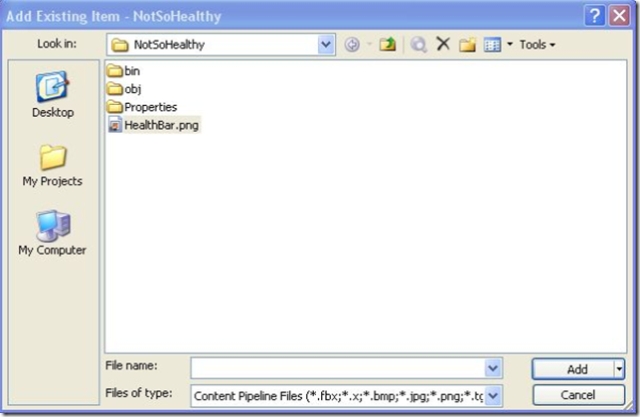 Add Existing Item - NotSoHealthy
Look in: NotSoHealthy Tools
bin
obj
Properties
HealthBar.png
Desktop
My Projects
My Computer
File name: Add
Files of type: Content Pipeline Files (*.fbx;*.x;*.bmp;*.jpg;*.png;*.tg Cancel